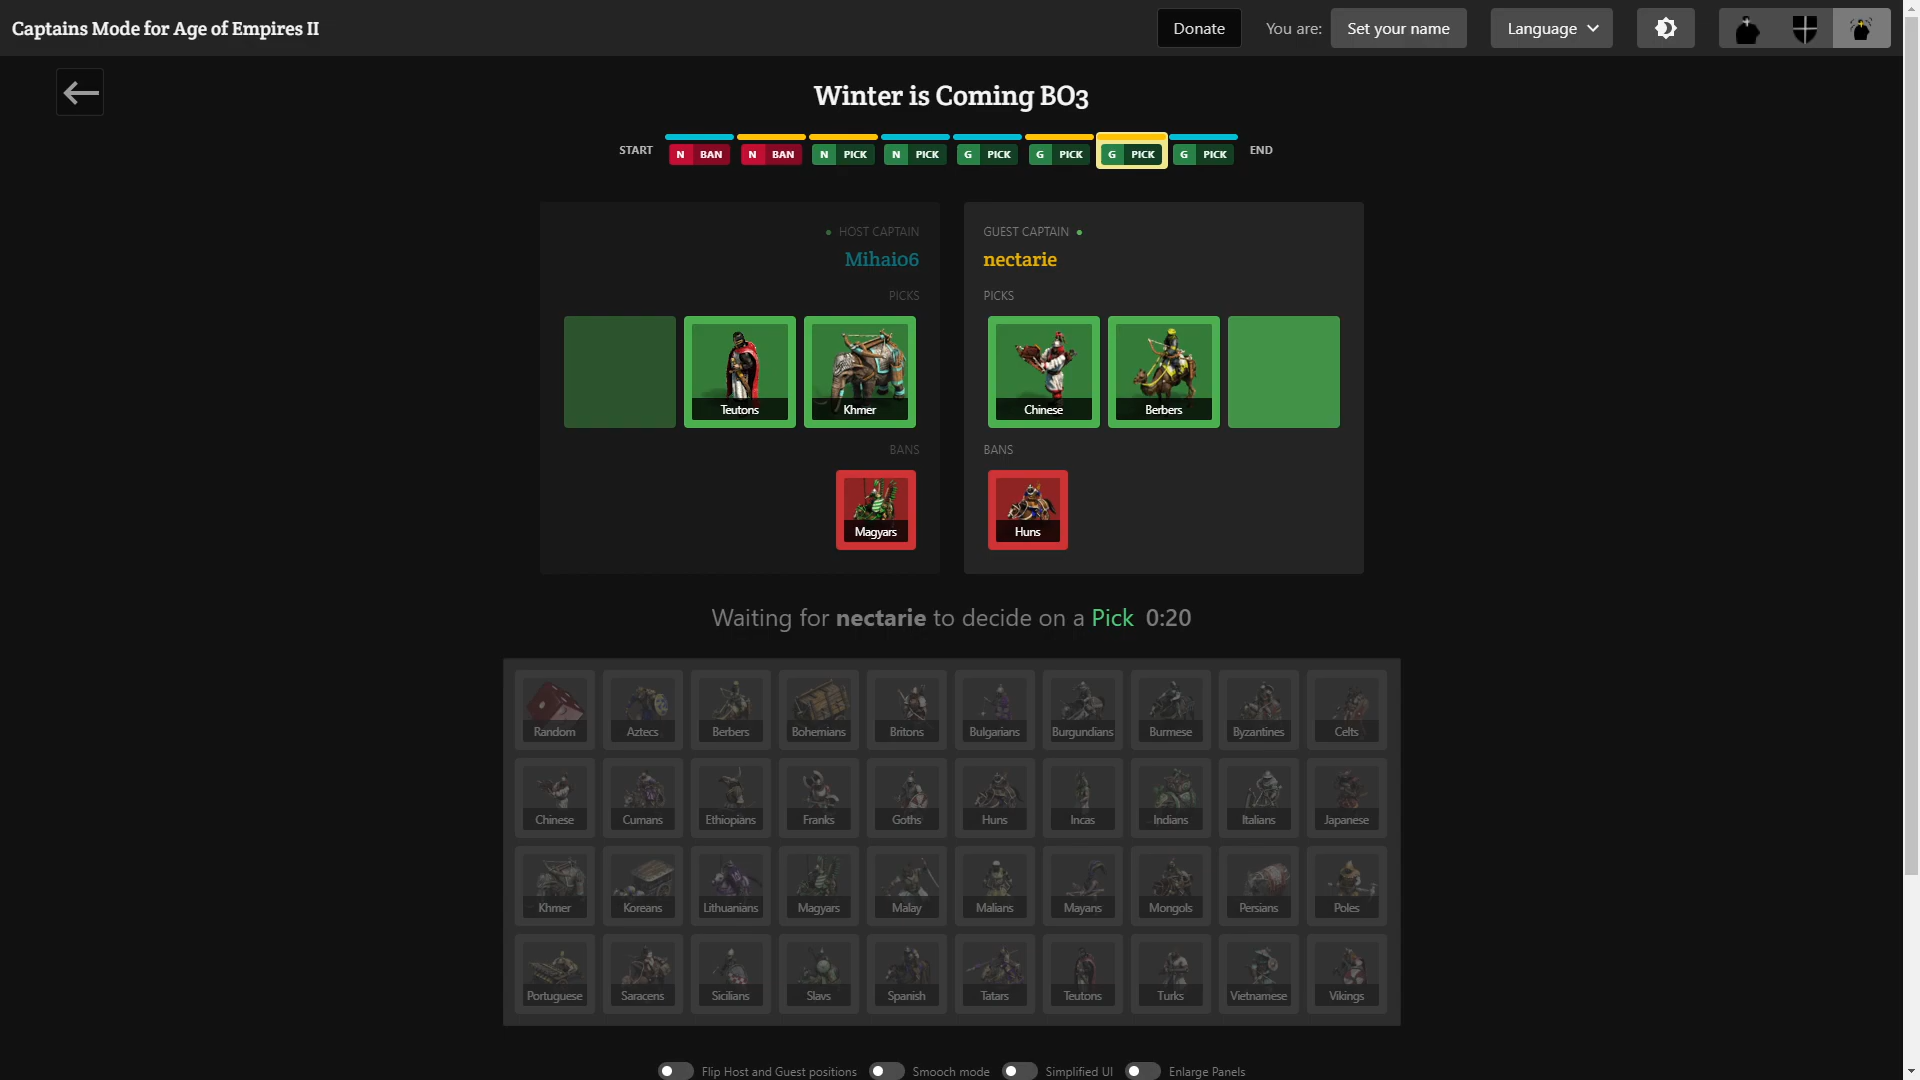 Captains Mode for Age of Empires II
Donate
You are:
Set your name
Language
Winter is Coming BO3
START
N BAN
N BAN
N PICK
N PICK
G PICK
G PICK
G PICK
G PICK
END
HOST CAPTAIN
Mihai06
PICKS
Teutons
Khmer
BANS
Magyars
GUEST CAPTAIN
nectarie
PICKS
Chinese
Berbers
BANS
Huns
Waiting for nectarie to decide on a Pick 0:20
Random
Aztecs
Berbers
Bohemians
Britons
Bulgarians
Burgundians
Burmese
Byzantines
Celts
Chinese
Cumans
Ethiopians
Franks
Goths
Huns
Incas
Indians
Italians
Japanese
Khmer
Koreans
Lithuanians
Magyars
Malay
Malians
Mayans
Mongols
Persians
Poles
Portuguese
Saracens
Sicilians
Slavs
Spanish
Tatars
Teutons
Turks
Vietnamese
Vikings
Flip Host and Guest positions
Smooch mode
Simplified UI
Enlarge Panels